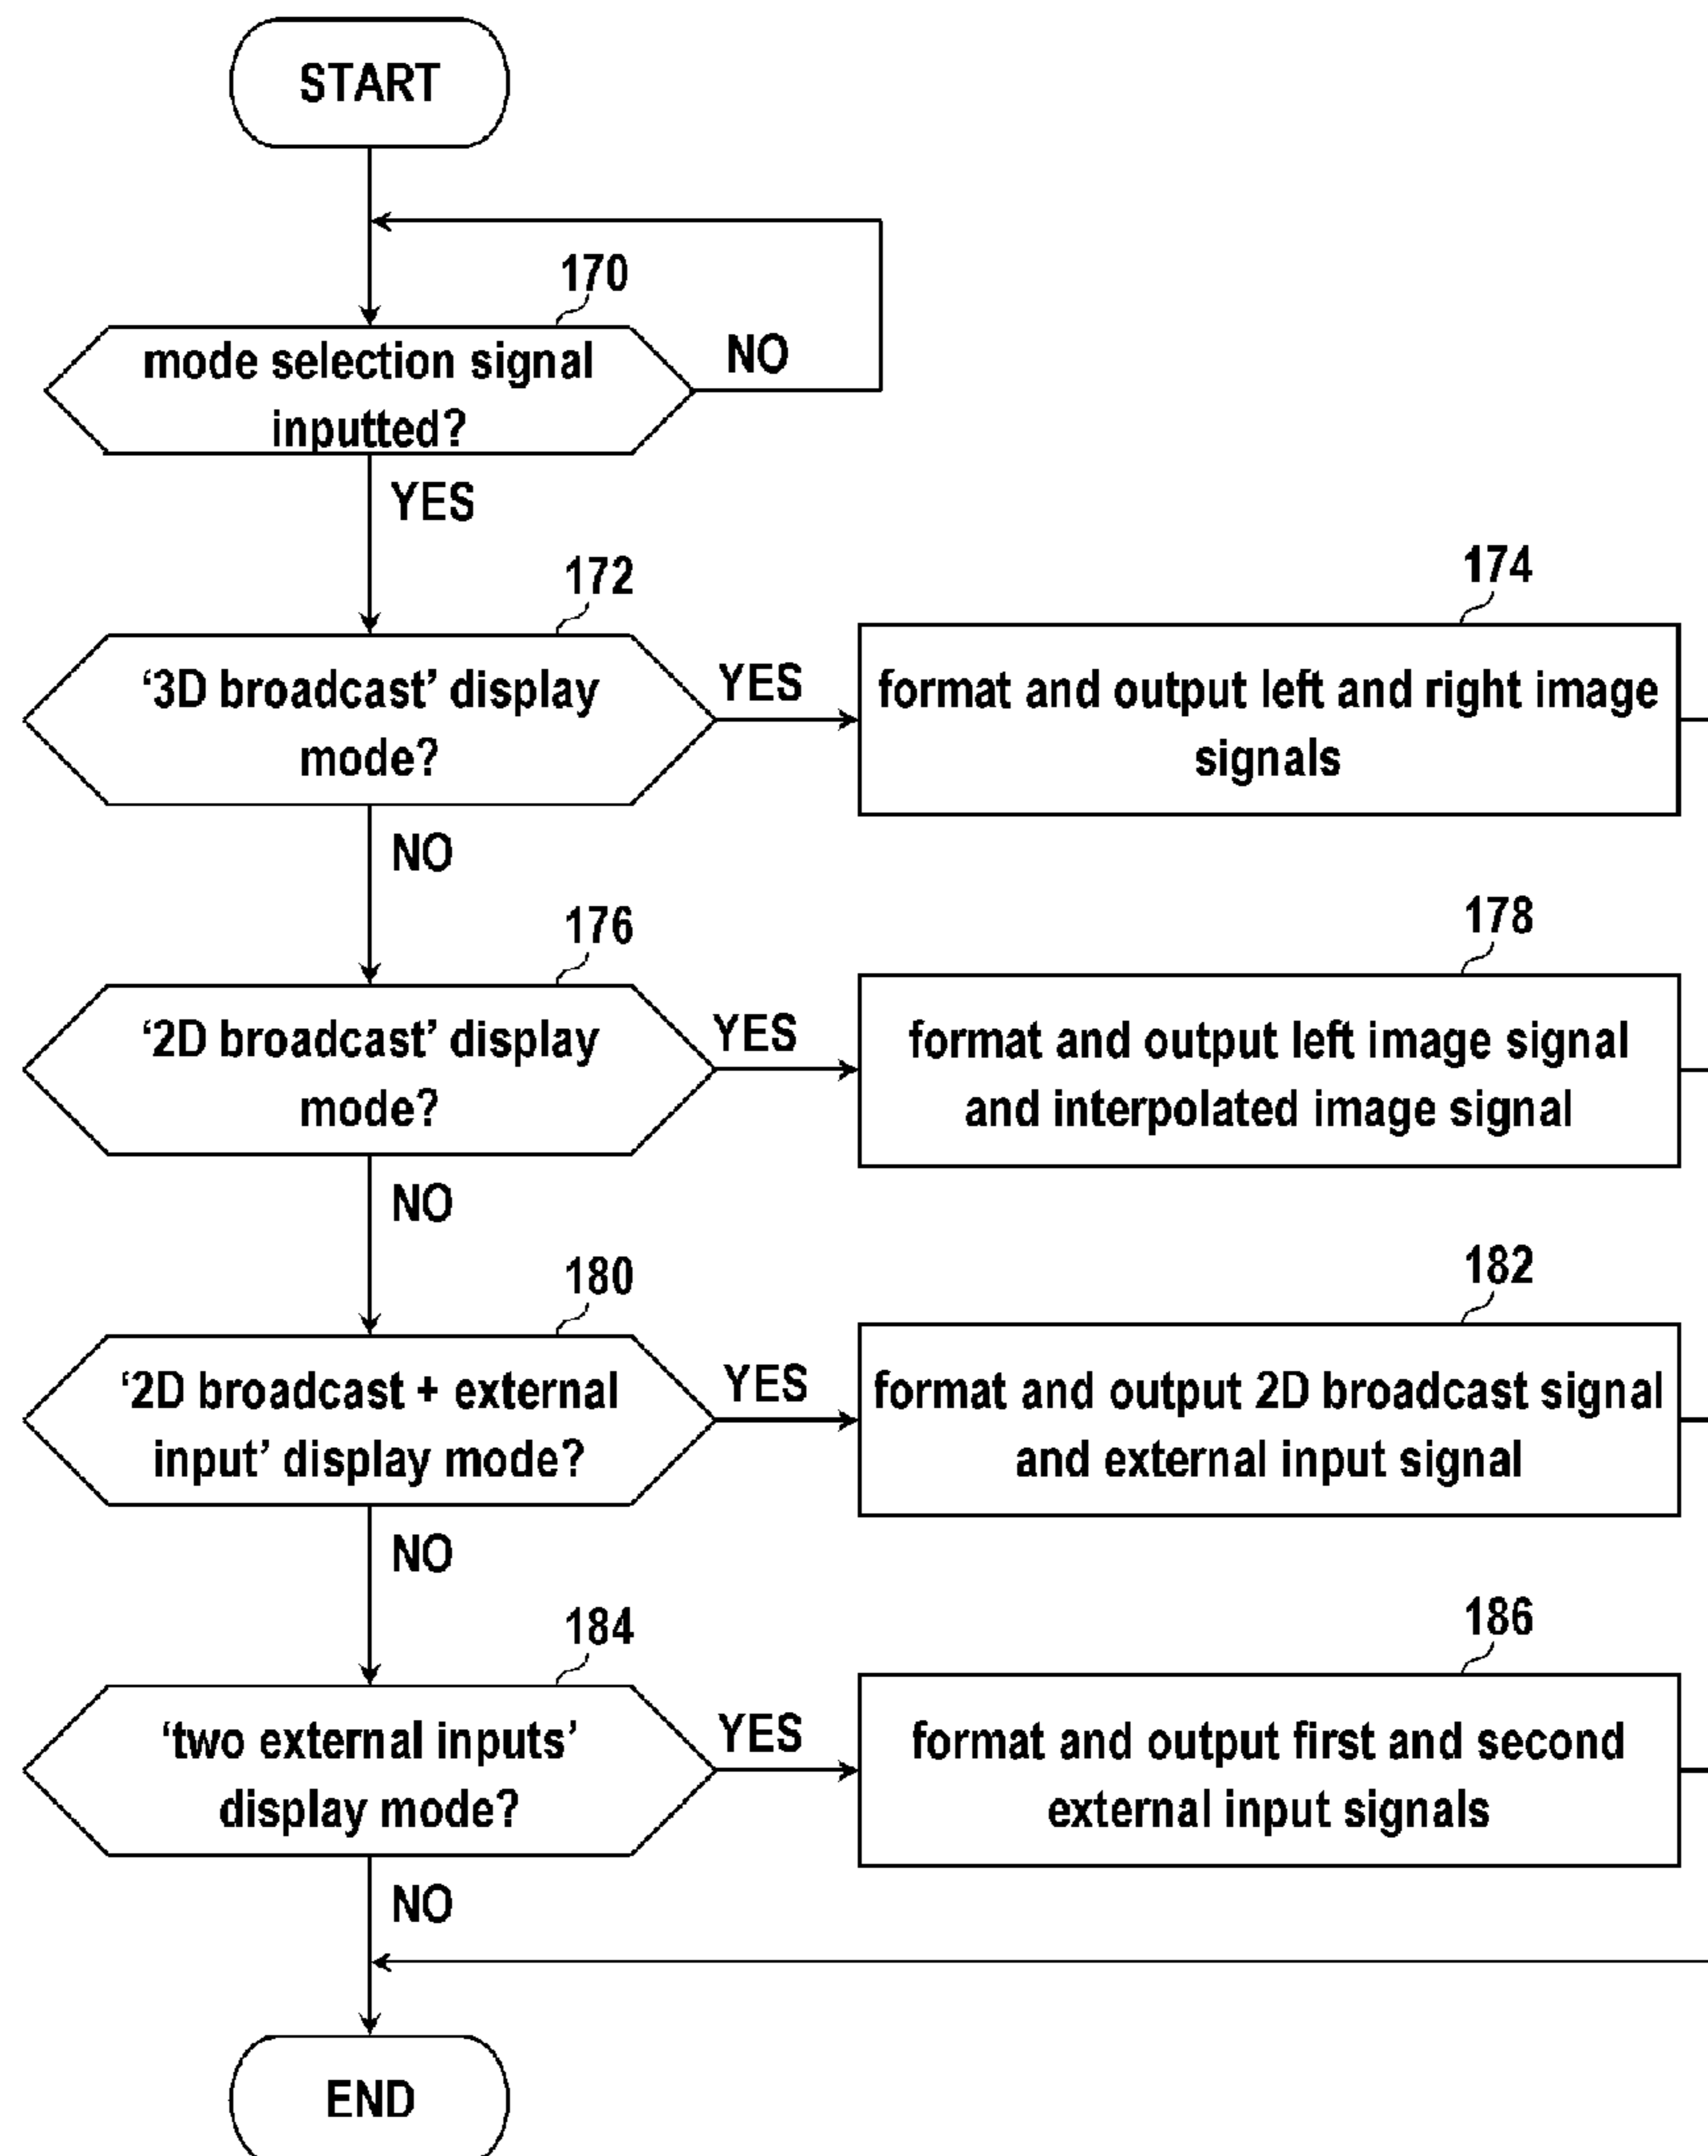 START
170
mode selection signal
inputted?
NO
YES
172
‘3D broadcast’ display
mode?
YES
174
format and output left and right image
signals
NO
176
‘2D broadcast’ display
mode?
YES
178
format and output left image signal
and interpolated image signal
NO
180
‘2D broadcast + external
input’ display mode?
YES
182
format and output 2D broadcast signal
and external input signal
NO
184
‘two external inputs’
display mode?
YES
186
format and output first and second
external input signals
NO
END